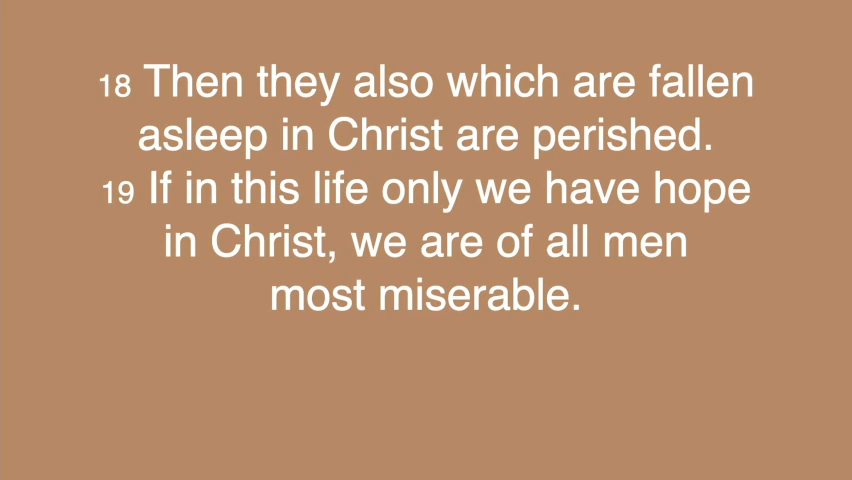 18 Then they also which are fallen
asleep in Christ are perished.
19 If in this life only we have hope
in Christ, we are of all men
most miserable.